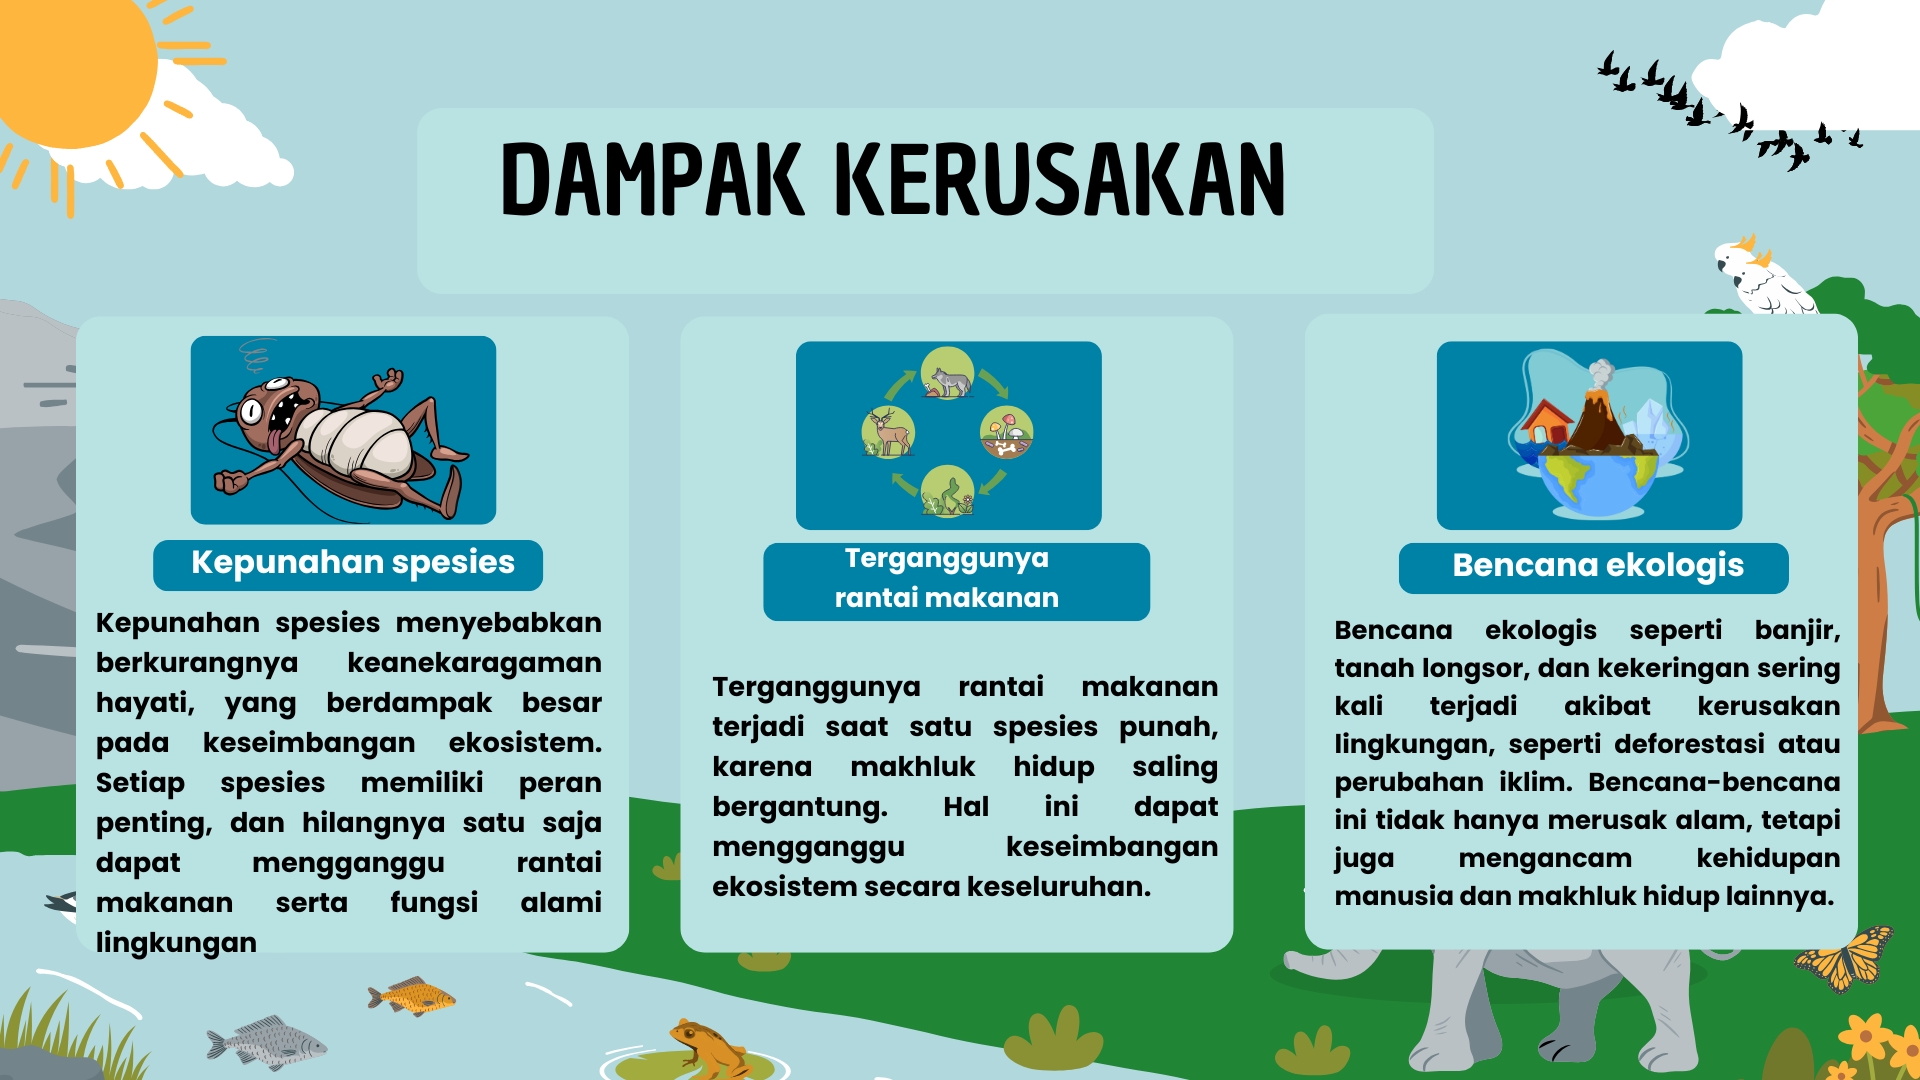 DAMPAK KERUSAKAN
Kepunahan spesies
Kepunahan spesies menyebabkan
berkurangnya keanekaragaman
hayati, yang berdampak besar
pada keseimbangan ekosistem.
Setiap spesies memiliki peran
penting, dan hilangnya satu saja
dapat mengganggu rantai
makanan serta fungsi alami
lingkungan
Terganggunya
rantai makanan
Terganggunya rantai makanan
terjadi saat satu spesies punah,
karena makhluk hidup saling
bergantung. Hal ini dapat
mengganggu keseimbangan
ekosistem secara keseluruhan.
Bencana ekologis
Bencana ekologis seperti banjir,
tanah longsor, dan kekeringan sering
kali terjadi akibat kerusakan
lingkungan, seperti deforestasi atau
perubahan iklim. Bencana-bencana
ini tidak hanya merusak alam, tetapi
juga mengancam kehidupan
manusia dan makhluk hidup lainnya.